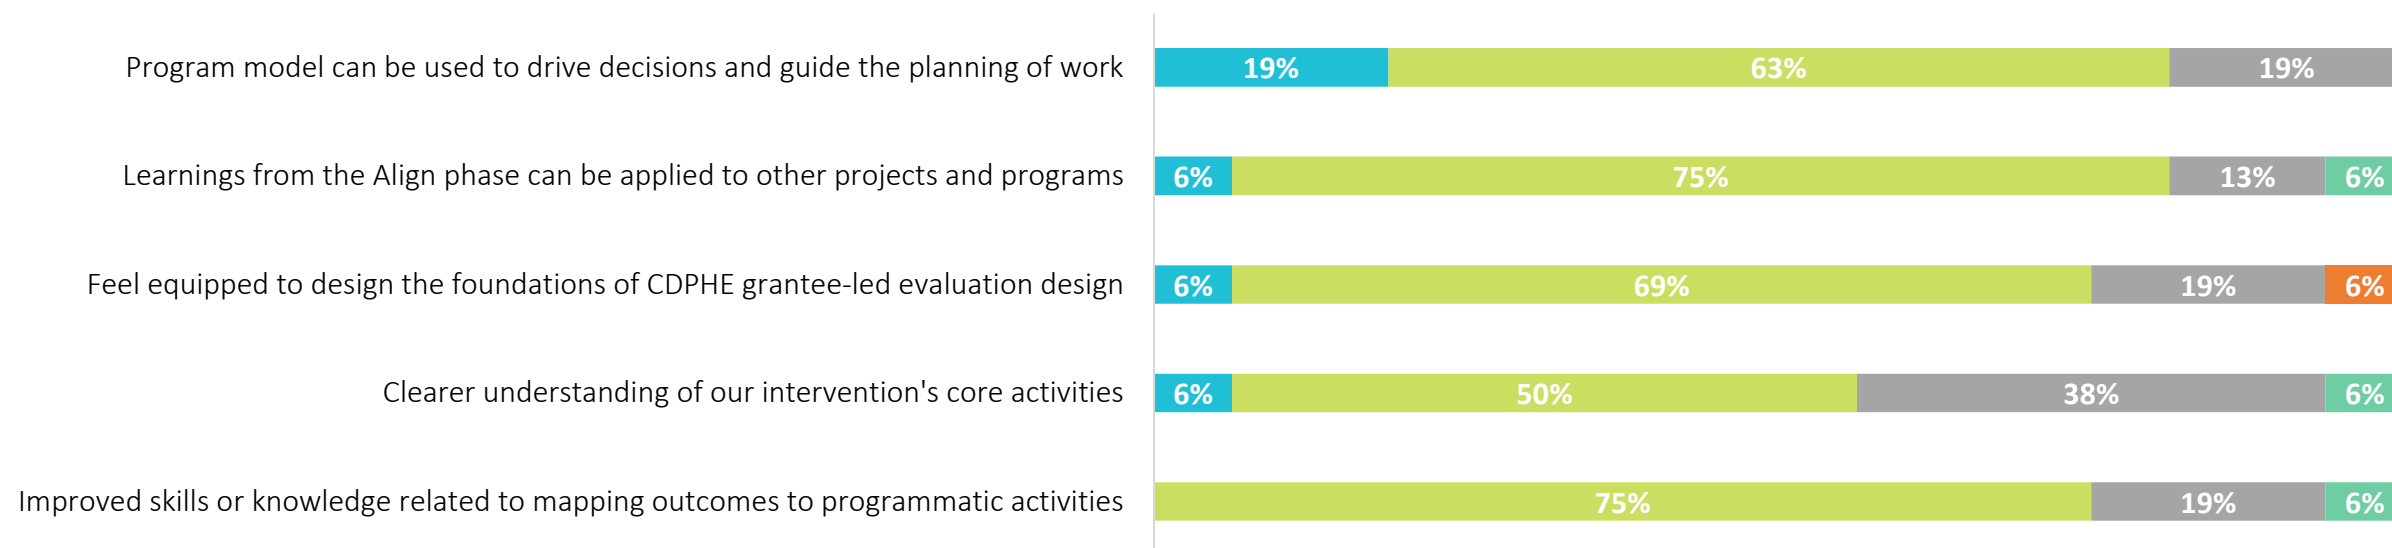 Program model can be used to drive decisions and guide the planning of work 19% 63% 19%
Learnings from the Align phase can be applied to other projects and programs 6% 75% 13% 6%
Feel equipped to design the foundations of CDPHE grantee-led evaluation design 6% 69% 19% 6%
Clearer understanding of our intervention's core activities 6% 50% 38% 6%
Improved skills or knowledge related to mapping outcomes to programmatic activities 75% 19% 6%